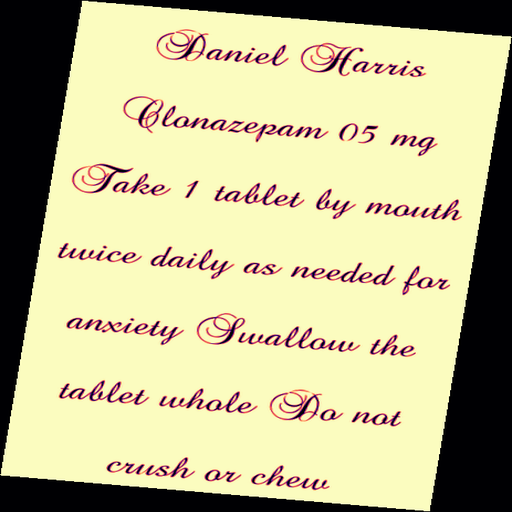 Daniel Harris
Clonazepam 05 mg
Take 1 tablet by mouth
twice daily as needed for
anxiety Swallow the
tablet whole Do not
crush or chew